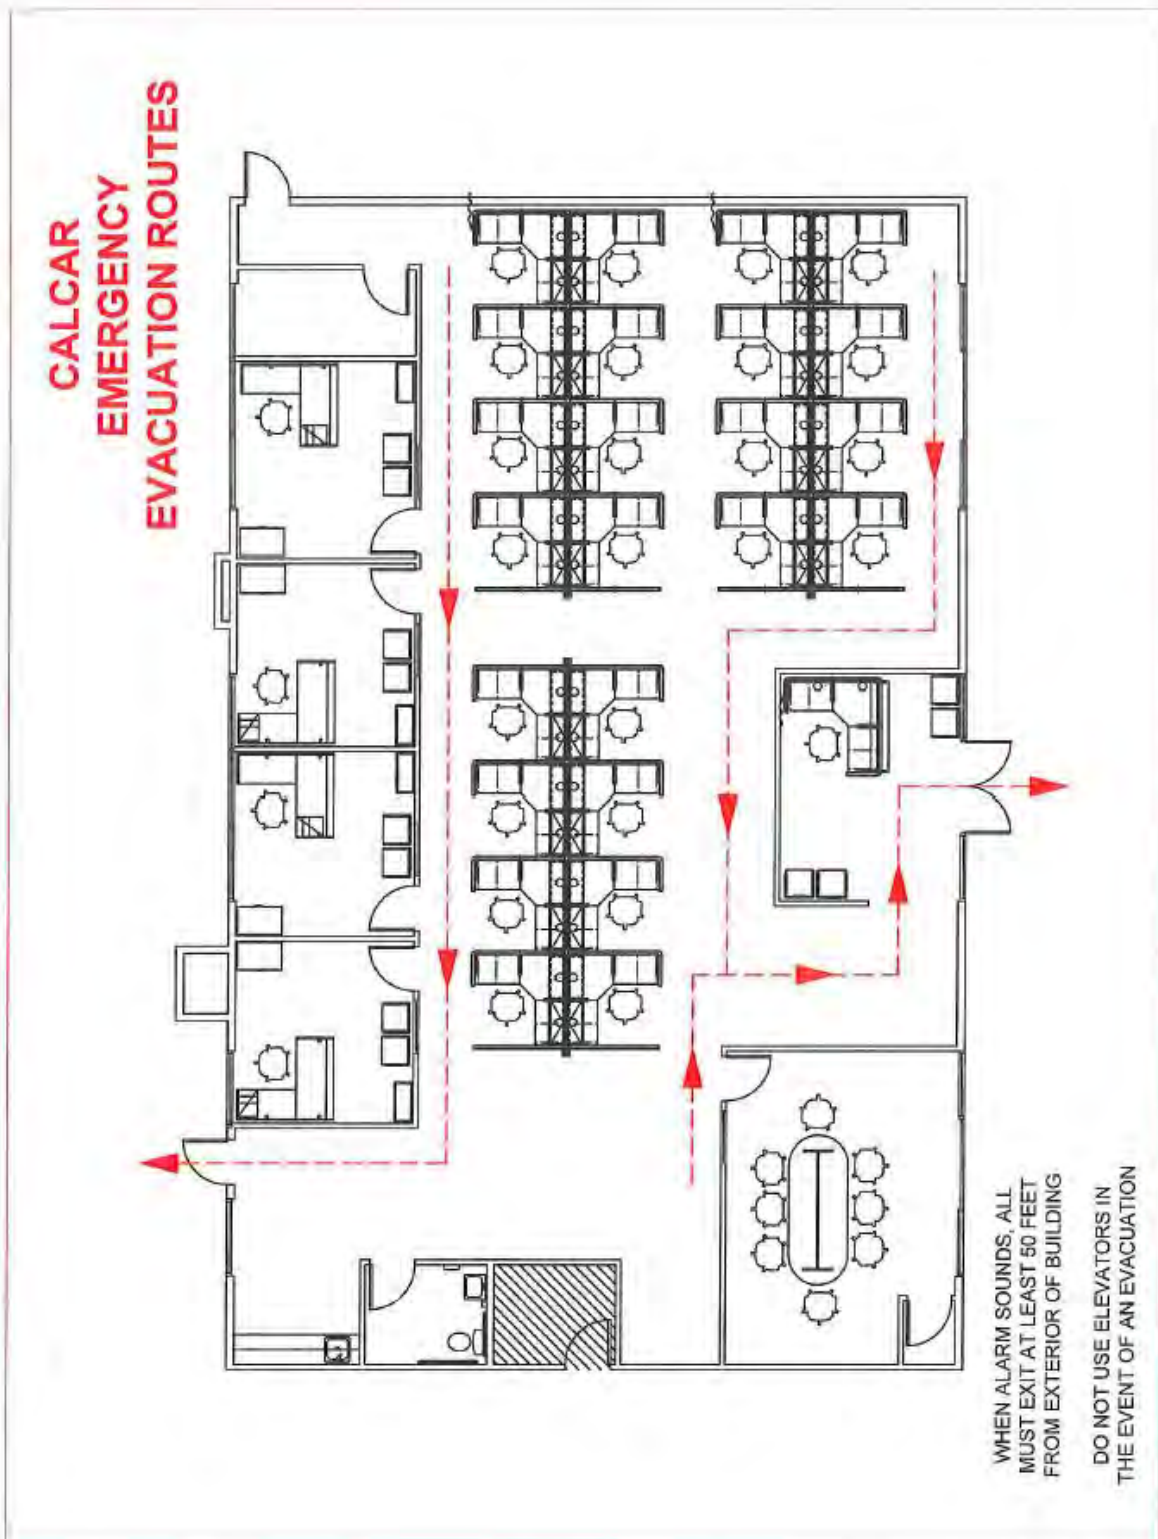 CALCAR
EMERGENCY
EVACUATION ROUTES
WHEN ALARM SOUNDS, ALL
MUST EXIT AT LEAST 50 FEET
FROM EXTERIOR OF BUILDING
DO NOT USE ELEVATORS IN
THE EVENT OF AN EVACUATION